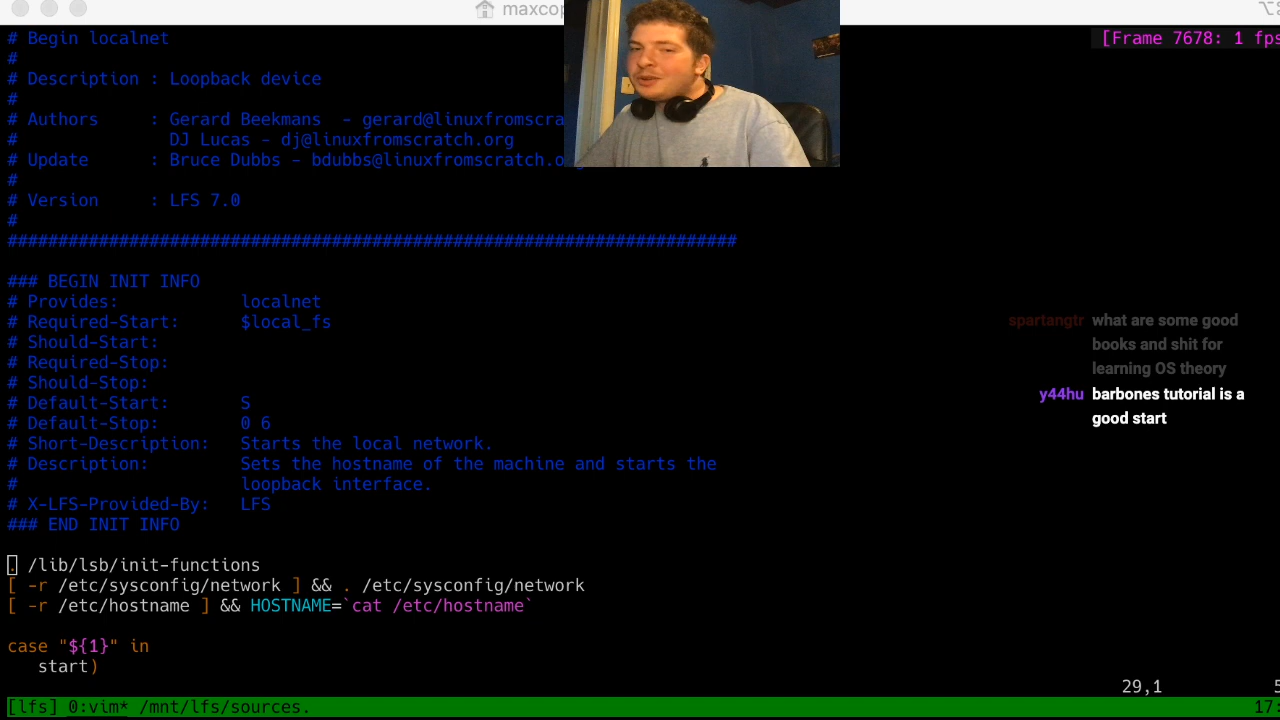 maxcop
# Begin localnet
[Frame 7678: 1 fps
#
# Description : Loopback device
#
# Authors     : Gerard Beekmans  - gerard@linuxfromscra
#               DJ Lucas - dj@linuxfromscratch.org
# Update      : Bruce Dubbs - bdubbs@linuxfromscratch.o
#
# Version     : LFS 7.0
#
########################################################################
### BEGIN INIT INFO
# Provides:            localnet
# Required-Start:      $local_fs
# Should-Start:
# Required-Stop:
# Should-Stop:
# Default-Start:       S
# Default-Stop:        0 6
# Short-Description:   Starts the local network.
# Description:         Sets the hostname of the machine and starts the
#                      loopback interface.
# X-LFS-Provided-By:   LFS
### END INIT INFO
. /lib/lsb/init-functions
[ -r /etc/sysconfig/network ] && . /etc/sysconfig/network
[ -r /etc/hostname ] && HOSTNAME=`cat /etc/hostname`
case "${1}" in
   start)
spartangtr what are some good
books and shit for
learning OS theory
y44hu barbones tutorial is a
good start
29,1
[lfs] 0:vim* /mnt/lfs/sources.
17: